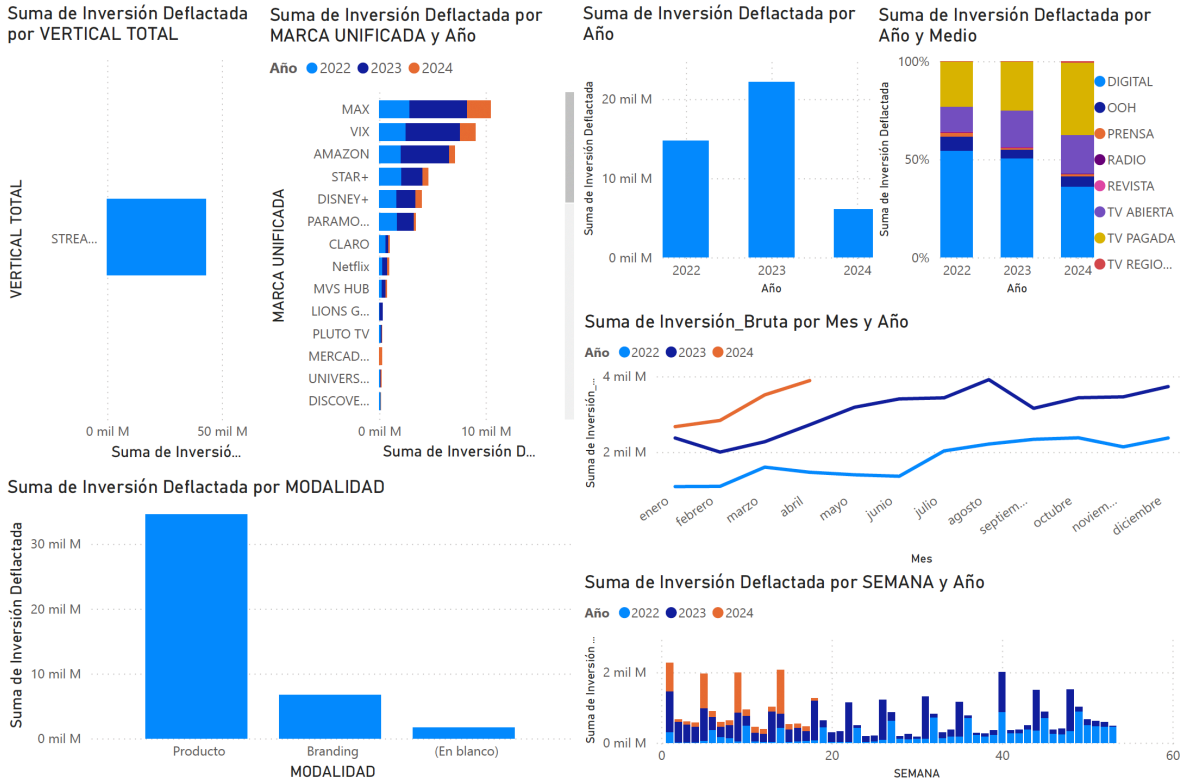 Suma de Inversión Deflactada
por VERTICAL TOTAL
VERTICAL TOTAL
STREA...
0 mil M
50 mil M
Suma de Inversió...
Suma de Inversión Deflactada por
MARCA UNIFICADA y Año
Año 2022 2023 2024
MARCA UNIFICADA
MAX
VIX
AMAZON
STAR+
DISNEY+
PARAMO...
CLARO
Netflix
MVS HUB
LIONS G...
PLUTO TV
MERCAD...
UNIVERS...
DISCOVE...
0 mil M
10 mil M
Suma de Inversión D...
Suma de Inversión Deflactada por
Año
Suma de Inversión Deflactada
20 mil M
10 mil M
0 mil M
2022
2023
2024
Año
Suma de Inversión Deflactada por
Año y Medio
Suma de Inversión Deflactada
100%
50%
0%
2022
2023
2024
Año
DIGITAL
OOH
PRENSA
RADIO
REVISTA
TV ABIERTA
TV PAGADA
TV REGIO...
Suma de Inversión_Bruta por Mes y Año
Año 2022 2023 2024
Suma de Inversión_...
4 mil M
2 mil M
enero
febrero
marzo
abril
mayo
junio
julio
agosto
septiem...
octubre
noviem...
diciembre
Mes
Suma de Inversión Deflactada por MODALIDAD
Suma de Inversión Deflactada
30 mil M
20 mil M
10 mil M
0 mil M
Producto
Branding
(En blanco)
MODALIDAD
Suma de Inversión Deflactada por SEMANA y Año
Año 2022 2023 2024
Suma de Inversión ...
2 mil M
0 mil M
0
20
40
60
SEMANA